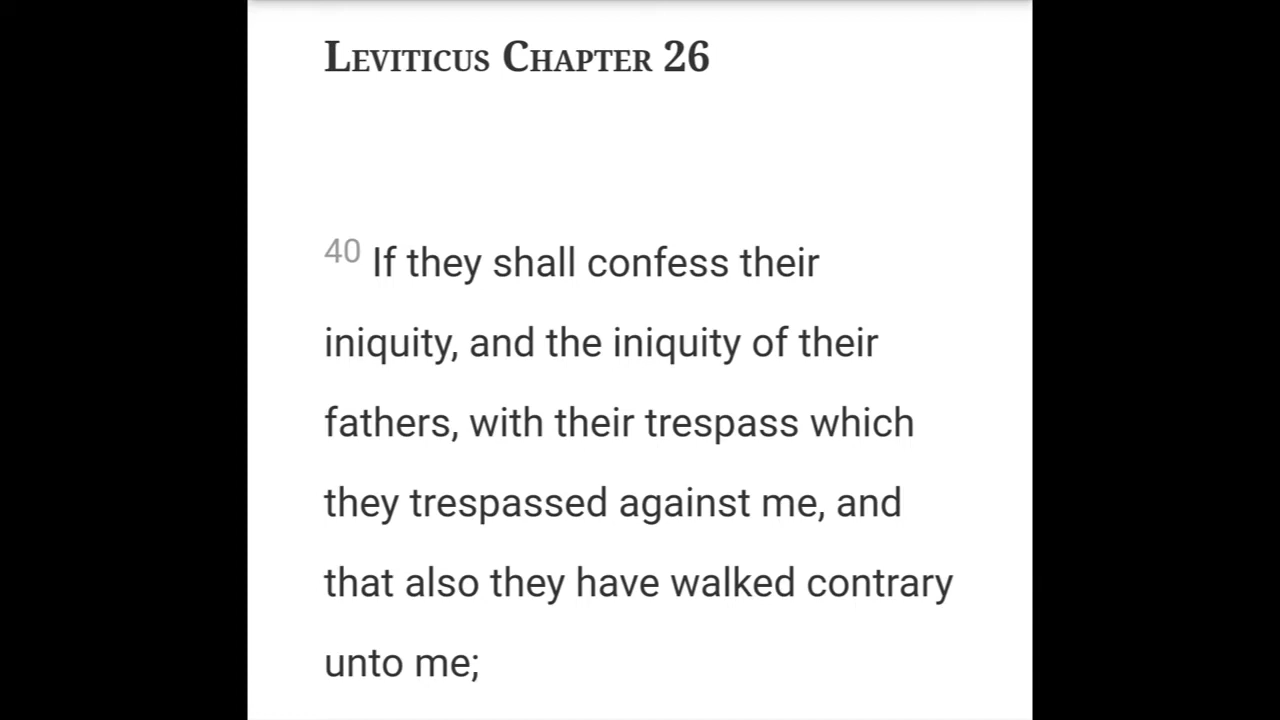 Leviticus Chapter 26
40 If they shall confess their
iniquity, and the iniquity of their
fathers, with their trespass which
they trespassed against me, and
that also they have walked contrary
unto me;